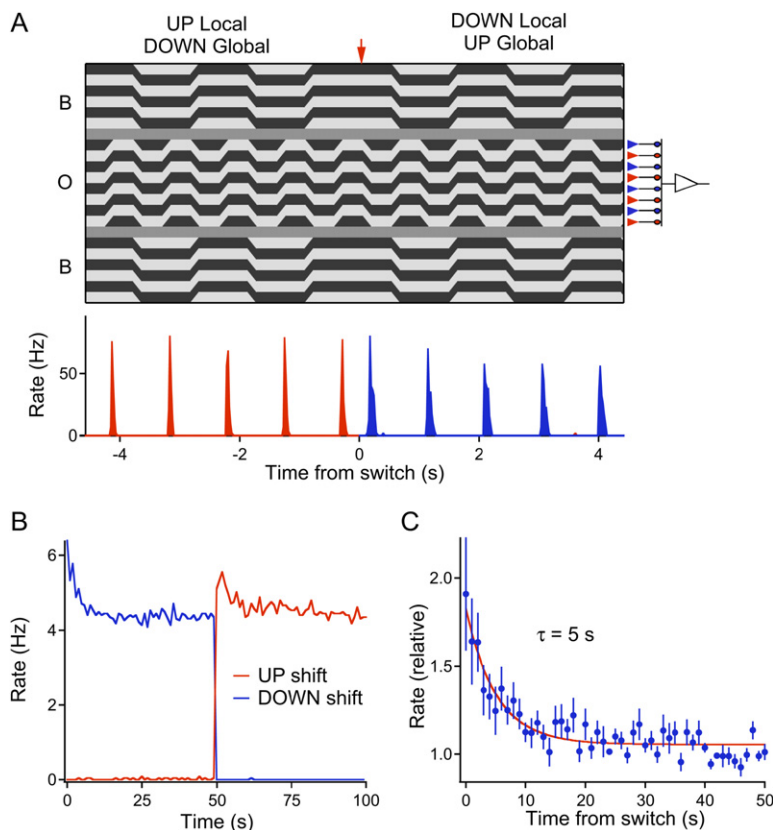 A
UP Local
DOWN Global
DOWN Local
UP Global
B
O
B
Rate (Hz)
50
0
-4
-2
0
2
4
Time from switch (s)
B
Rate (Hz)
6
4
2
0
UP shift
DOWN shift
0
25
50
75
100
Time (s)
C
Rate (relative)
2.0
1.5
1.0
τ = 5 s
0
10
20
30
40
50
Time from switch (s)